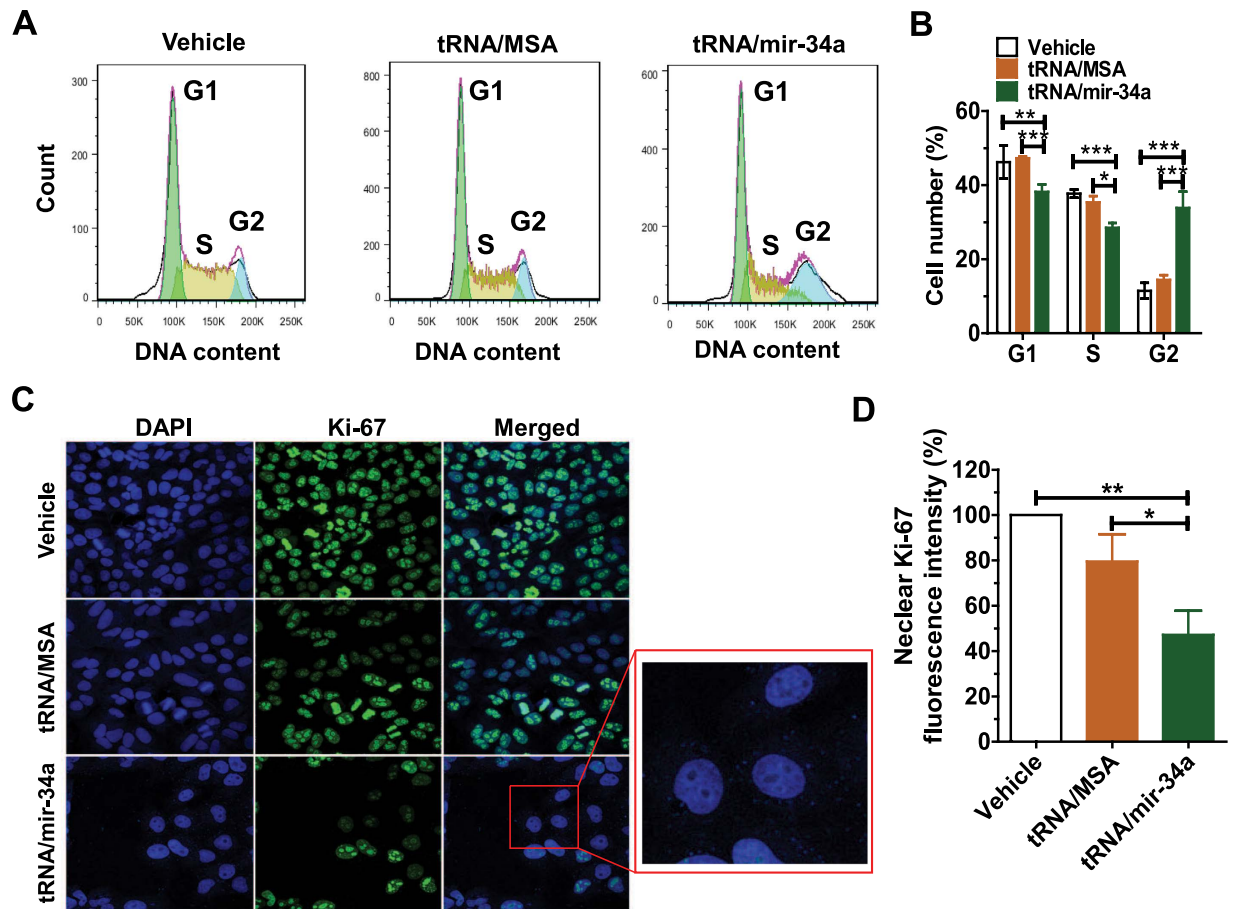 A
Vehicle
tRNA/MSA
tRNA/mir-34a
Count
300
200
100
50
0
G1
S
G2
0 50K 100K 150K 200K 250K
DNA content
800
600
400
200
0
G1
S
G2
0 50K 100K 150K 200K 250K
DNA content
600
400
200
0
G1
S
G2
0 50K 100K 150K 200K 250K
DNA content
B
Vehicle
tRNA/MSA
tRNA/mir-34a
Cell number (%)
60
40
20
0
** *** ***
*** * ***
G1 S G2
C
DAPI Ki-67 Merged
Vehicle
tRNA/MSA
tRNA/mir-34a
D
Neclear Ki-67
fluorescence intensity (%)
120
100
80
60
40
20
0
**
*
Vehicle
tRNA/MSA
tRNA/mir-34a